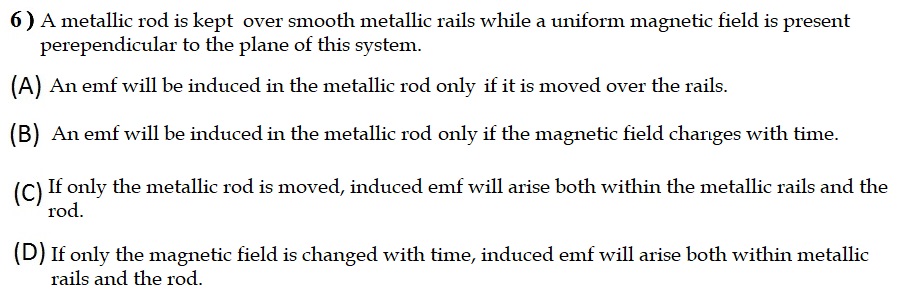 6 ) A metallic rod is kept over smooth metallic rails while a uniform magnetic field is present
perependicular to the plane of this system.
(A) An emf will be induced in the metallic rod only if it is moved over the rails.
(B) An emf will be induced in the metallic rod only if the magnetic field changes with time.
(C) If only the metallic rod is moved, induced emf will arise both within the metallic rails and the
rod.
(D) If only the magnetic field is changed with time, induced emf will arise both within metallic
rails and the rod.